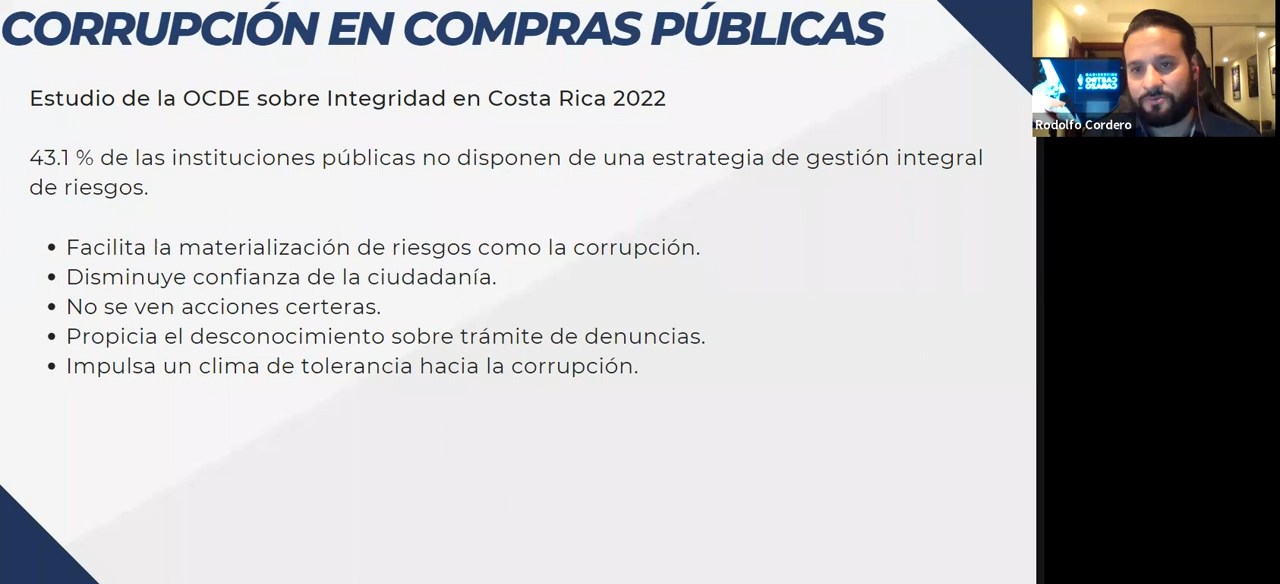 CORRUPCIÓN EN COMPRAS PÚBLICAS
Estudio de la OCDE sobre Integridad en Costa Rica 2022
43.1 % de las instituciones públicas no disponen de una estrategia de gestión integral
de riesgos.
• Facilita la materialización de riesgos como la corrupción.
• Disminuye confianza de la ciudadanía.
• No se ven acciones certeras.
• Propicia el desconocimiento sobre trámite de denuncias.
• Impulsa un clima de tolerancia hacia la corrupción.
Rodolfo Cordero